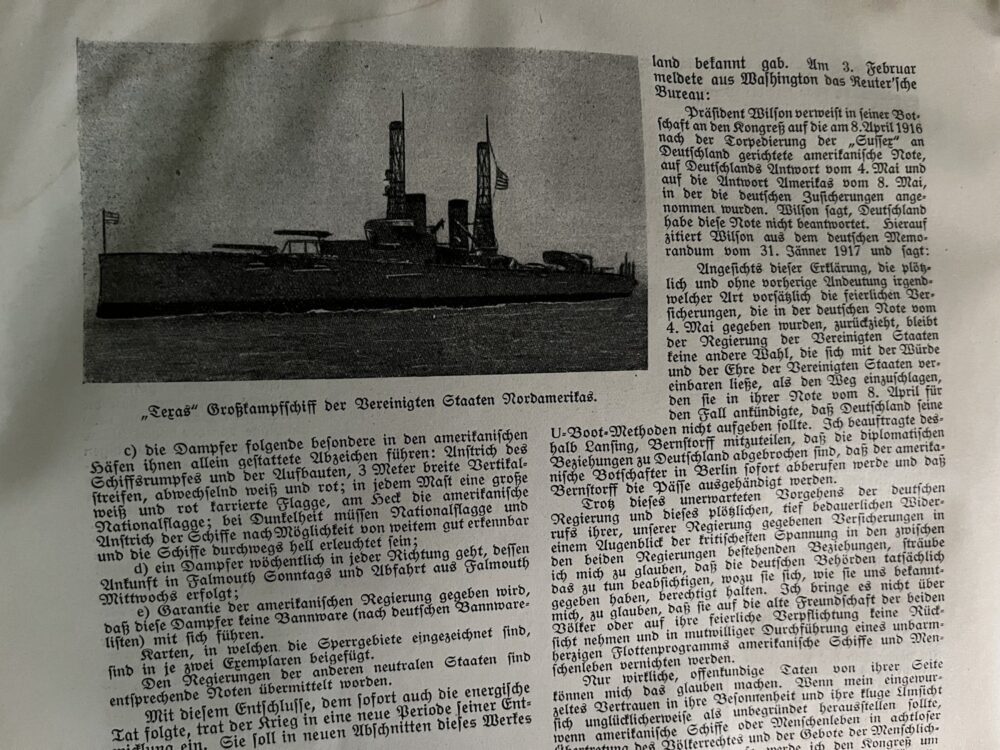 „Texas“ Großkampfschiff der Vereinigten Staaten Nordamerikas.
c) die Dampfer folgende besondere in den amerikanischen
Häfen ihnen allein gestattete Abzeichen führen: Anstrich des
Schiffsrumpfes und der Aufbauten, 3 Meter breite Vertikal-
streifen, abwechselnd weiß und rot; in jedem Mast eine große
weiß und rot karrierte Flagge, am Heck die amerikanische
Nationalflagge; bei Dunkelheit müssen Nationalflagge und
Anstrich der Schiffe nach Möglichkeit von weitem gut erkennbar
und die Schiffe durchwegs hell erleuchtet sein;
d) ein Dampfer wöchentlich in jeder Richtung geht, dessen
Ankunft in Falmouth Sonntags und Abfahrt aus Falmouth
Mittwochs erfolgt;
e) Garantie der amerikanischen Regierung gegeben wird,
daß diese Dampfer keine Bannware (nach deutschen Bannware-
listen) mit sich führen.
Karten, in welchen die Sperrgebiete eingezeichnet sind,
sind in je zwei Exemplaren beigefügt.
Den Regierungen der anderen neutralen Staaten sind
entsprechende Noten übermittelt worden.
Mit diesem Entschlusse, dem sofort auch die energische
Tat folgte, trat der Krieg in eine neue Periode seiner Ent-
wicklung ein. Sie soll in neuen Abschnitten dieses Werkes
land bekannt gab. Am 3. Februar
meldete aus Washington das Reuter'sche
Bureau:
Präsident Wilson verweist in seiner Bot-
schaft an den Kongreß auf die am 8. April 1916
nach der Torpedierung der „Sussex“ an
Deutschland gerichtete amerikanische Note,
auf Deutschlands Antwort vom 4. Mai und
auf die Antwort Amerikas vom 8. Mai,
in der die deutschen Zusicherungen ange-
nommen wurden. Wilson sagt, Deutschland
habe diese Note nicht beantwortet. Hierauf
zitiert Wilson aus dem deutschen Memo-
randum vom 31. Jänner 1917 und sagt:
Angesichts dieser Erklärung, die plötz-
lich und ohne vorherige Andeutung irgend-
welcher Art vorsätzlich die feierlichen Ver-
sicherungen, die in der deutschen Note vom
4. Mai gegeben wurden, zurückzieht, bleibt
der Regierung der Vereinigten Staaten
keine andere Wahl, die sich mit der Würde
und der Ehre der Vereinigten Staaten ver-
einbaren ließe, als den Weg einzuschlagen,
den sie in ihrer Note vom 8. April für
den Fall ankündigte, daß Deutschland seine
U-Boot-Methoden nicht aufgeben sollte. Ich beauftragte des-
halb Lansing, Bernstorff mitzuteilen, daß die diplomatischen
Beziehungen zu Deutschland abgebrochen sind, daß der amerika-
nische Botschafter in Berlin sofort abberufen werde und daß
Bernstorff die Pässe ausgehändigt werden.
Trotz dieses unerwarteten Vorgehens der deutschen
Regierung und dieses plötzlichen, tief bedauerlichen Wider-
rufs ihrer, unserer Regierung gegebenen Versicherungen in
einem Augenblick der kritischesten Spannung in den zwischen
den beiden Regierungen bestehenden Beziehungen, sträube
ich mich zu glauben, daß die deutschen Behörden tatsächlich
das zu tun beabsichtigen, wozu sie sich, wie sie uns bekannt-
gegeben haben, berechtigt halten. Ich bringe es nicht über
mich, zu glauben, daß sie auf die alte Freundschaft der beiden
Völker oder auf ihre feierliche Verpflichtung keine Rück-
sicht nehmen und in mutwilliger Durchführung eines unbarm-
herzigen Flottenprogramms amerikanische Schiffe und Men-
schenleben vernichten werden.
Nur wirkliche, offenkundige Taten von ihrer Seite
können mich das glauben machen. Wenn mein eingewur-
zeltes Vertrauen in ihre Besonnenheit und ihre kluge Umsicht
sich unglücklicherweise als unbegründet herausstellen sollte,
wenn amerikanische Schiffe oder Menschenleben in achtloser
Übertretung des Völkerrechtes und der Gebote der Menschlich-
werde ich den Kongreß um